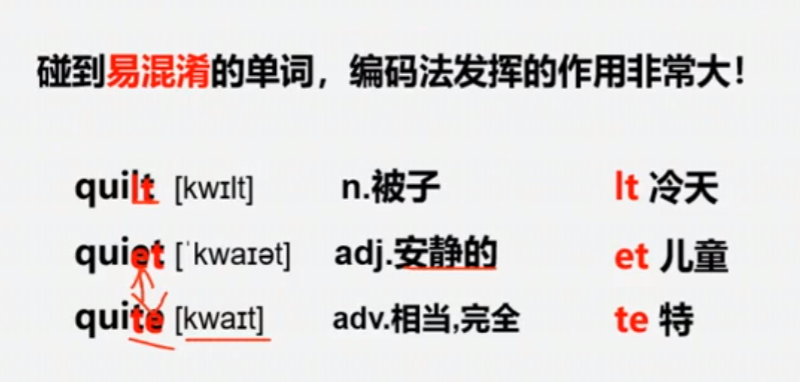 碰到易混淆的单词，编码法发挥的作用非常大！
quilt [kwɪlt] n.被子 lt 冷天
quiet [ˈkwaɪət] adj.安静的 et 儿童
quite [kwaɪt] adv.相当,完全 te 特